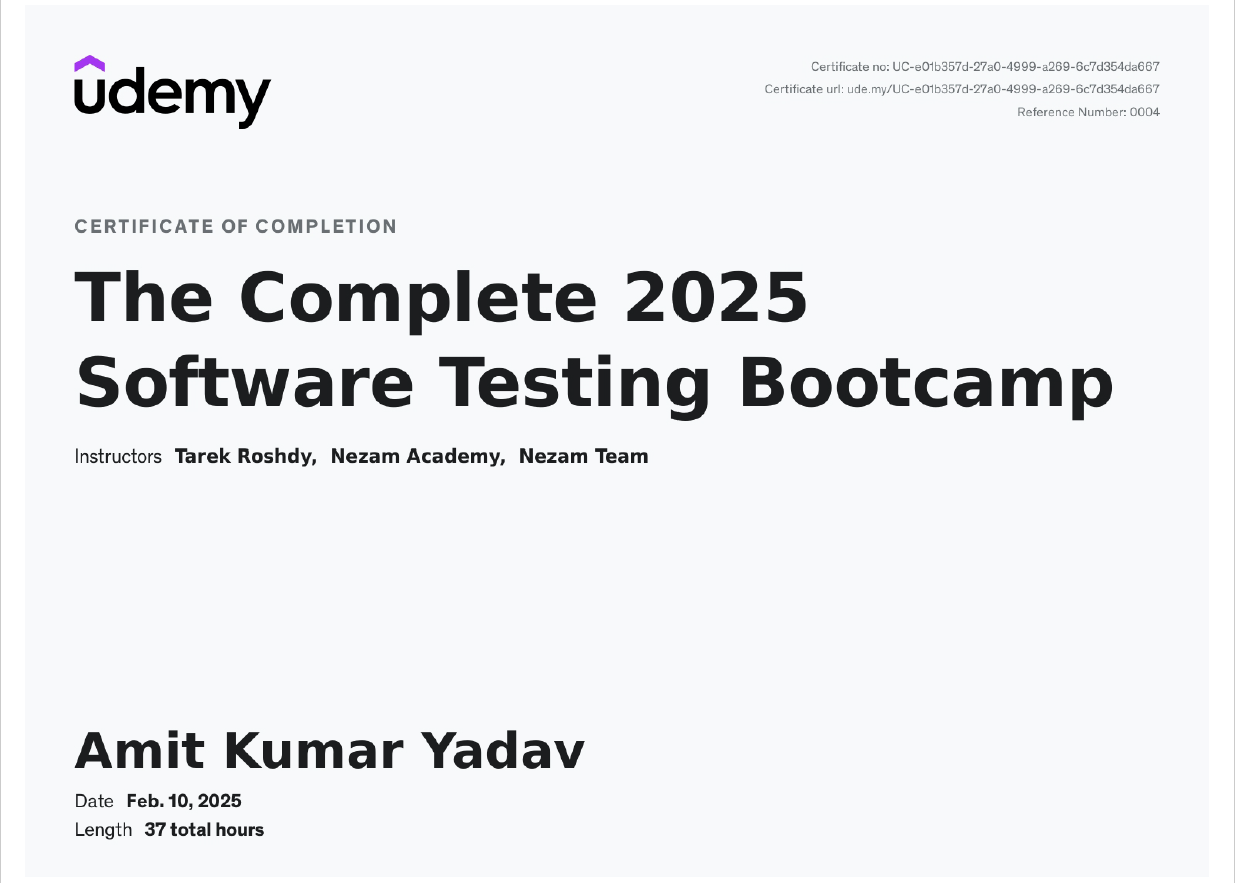 udemy
Certificate no: UC-e01b357d-27a0-4999-a269-6c7d354da667
Certificate url: ude.my/UC-e01b357d-27a0-4999-a269-6c7d354da667
Reference Number: 0004
CERTIFICATE OF COMPLETION
The Complete 2025
Software Testing Bootcamp
Instructors Tarek Roshdy, Nezam Academy, Nezam Team
Amit Kumar Yadav
Date Feb. 10, 2025
Length 37 total hours